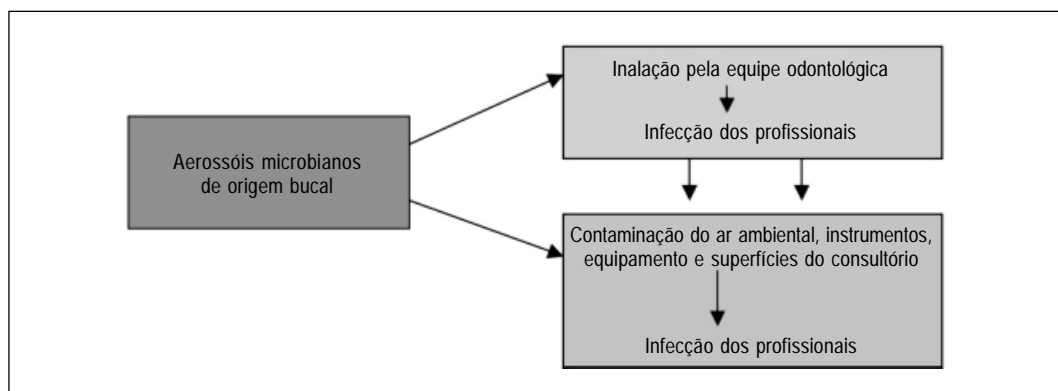 Aerossóis microbianos
de origem bucal
Inalação pela equipe odontológica
Infecção dos profissionais
Contaminação do ar ambiental, instrumentos,
equipamento e superfícies do consultório
Infecção dos profissionais